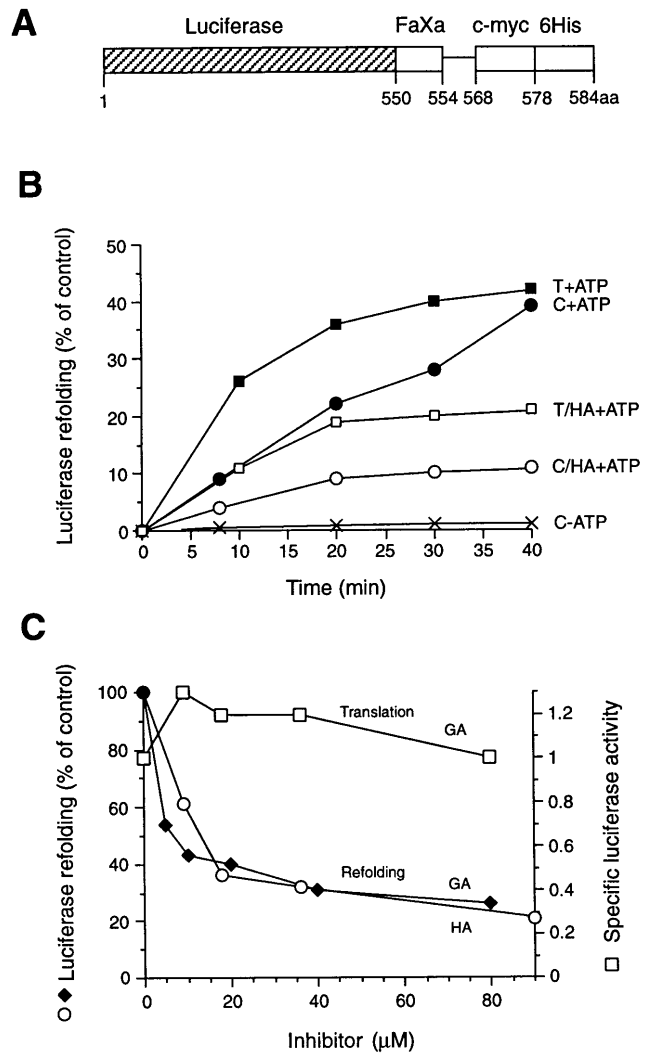 A
Luciferase FaXa c-myc 6His
1 550 554 568 578 584aa
B
Luciferase refolding (% of control)
50
40
30
20
10
0
T+ATP
C+ATP
T/HA+ATP
C/HA+ATP
C-ATP
0 5 10 15 20 25 30 35 40
Time (min)
C
Luciferase refolding (% of control)
100
80
60
40
20
0
Translation
GA
Refolding
GA
HA
1.2
1
0.8
0.6
0.4
0.2
0
Specific luciferase activity
0 20 40 60 80
Inhibitor (μM)